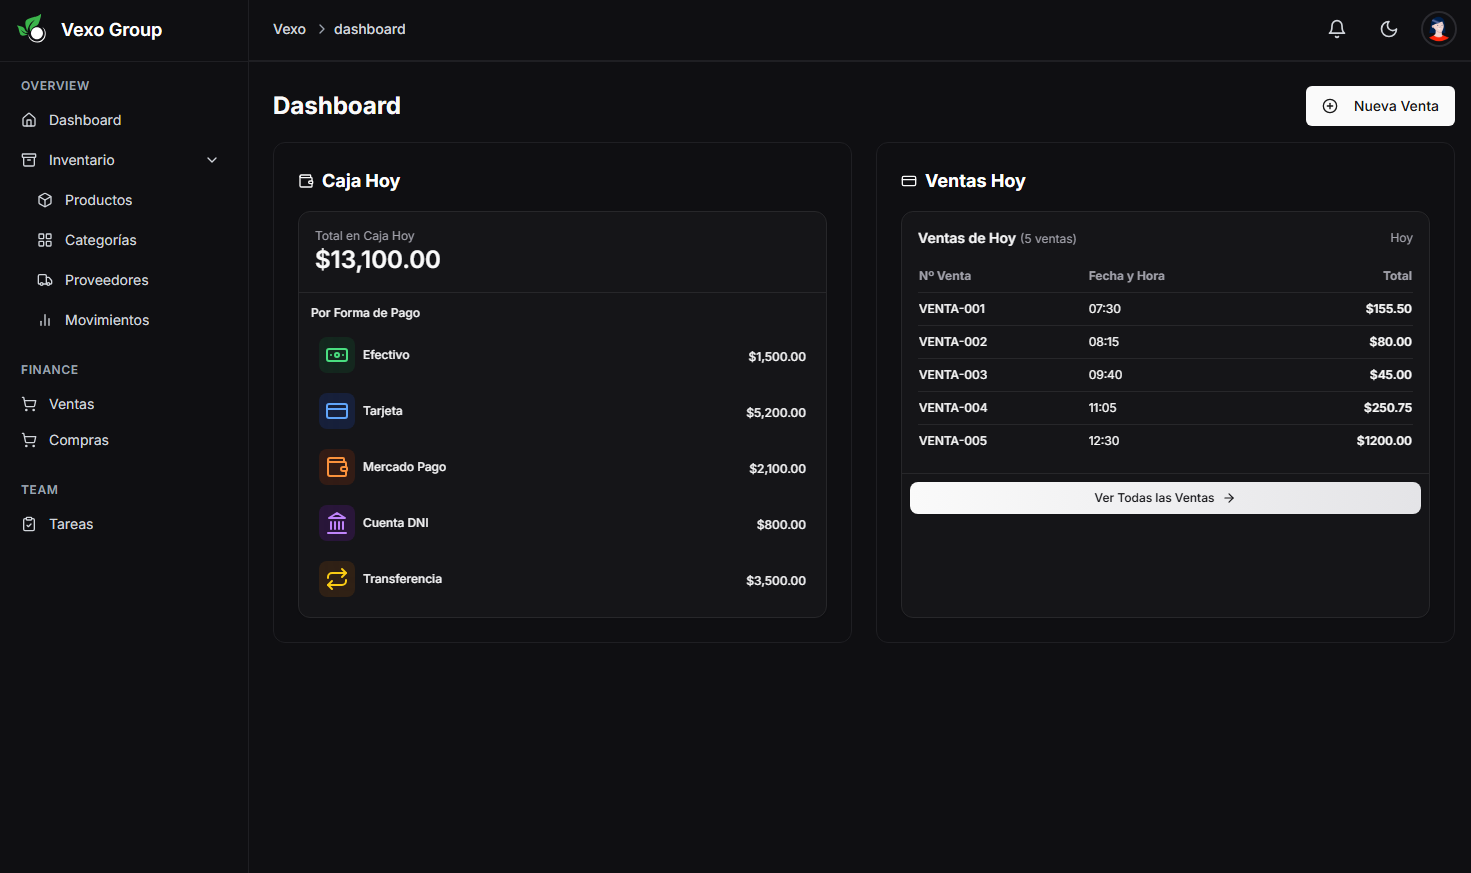 Vexo Group
OVERVIEW
Dashboard
Inventario
Productos
Categorías
Proveedores
Movimientos
FINANCE
Ventas
Compras
TEAM
Tareas
Vexo > dashboard
Dashboard
Nueva Venta
Caja Hoy
Total en Caja Hoy
$13,100.00
Por Forma de Pago
Efectivo $1,500.00
Tarjeta $5,200.00
Mercado Pago $2,100.00
Cuenta DNI $800.00
Transferencia $3,500.00
Ventas Hoy
Ventas de Hoy (5 ventas) Hoy
Nº Venta Fecha y Hora Total
VENTA-001 07:30 $155.50
VENTA-002 08:15 $80.00
VENTA-003 09:40 $45.00
VENTA-004 11:05 $250.75
VENTA-005 12:30 $1200.00
Ver Todas las Ventas →